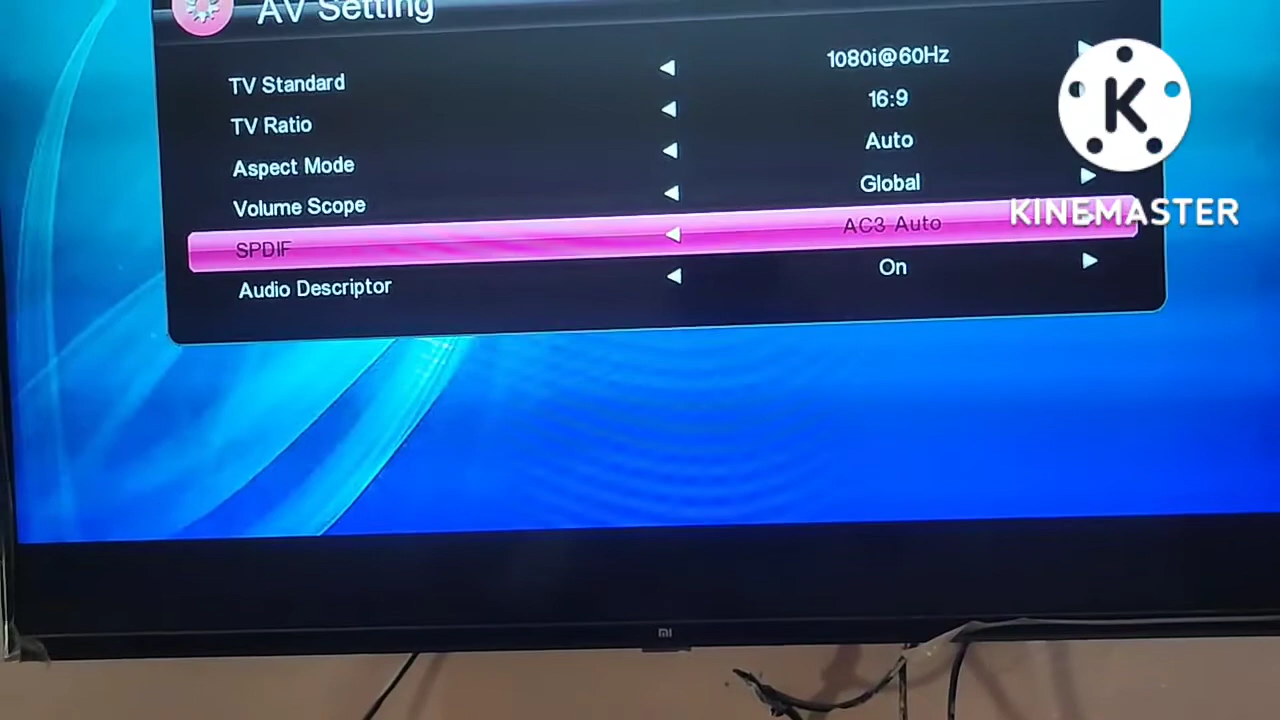 AV Setting
TV Standard 1080i@60Hz
TV Ratio 16:9
Aspect Mode Auto
Volume Scope Global
SPDIF AC3 Auto
Audio Descriptor On
K
KINEMASTER
mi